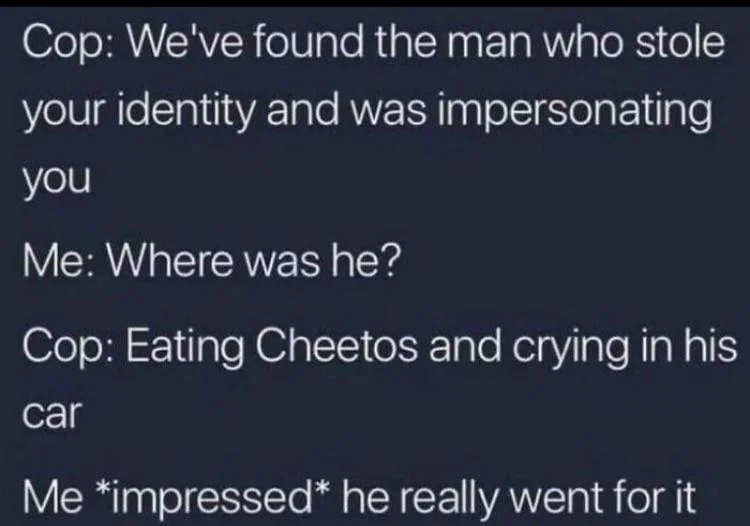 Cop: We've found the man who stole
your identity and was impersonating
you
Me: Where was he?
Cop: Eating Cheetos and crying in his
car
Me *impressed* he really went for it